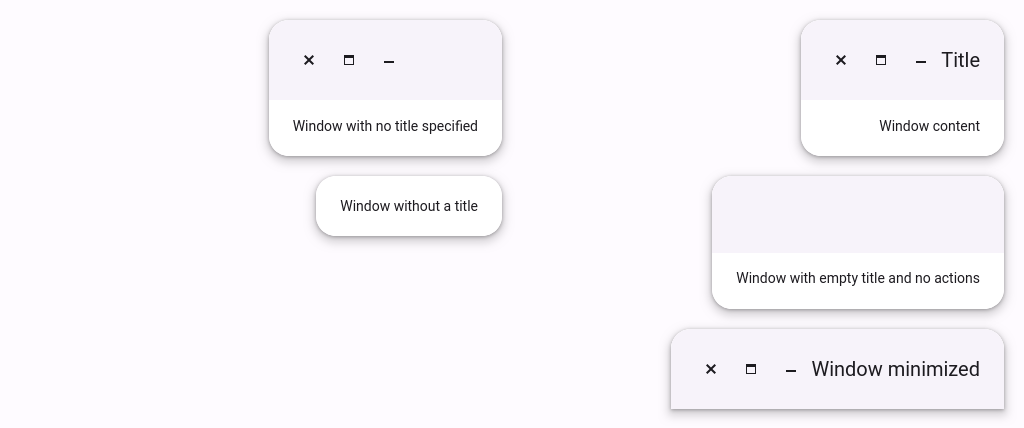 Title
Window content
Window with no title specified
Window without a title
Window with empty title and no actions
Window minimized